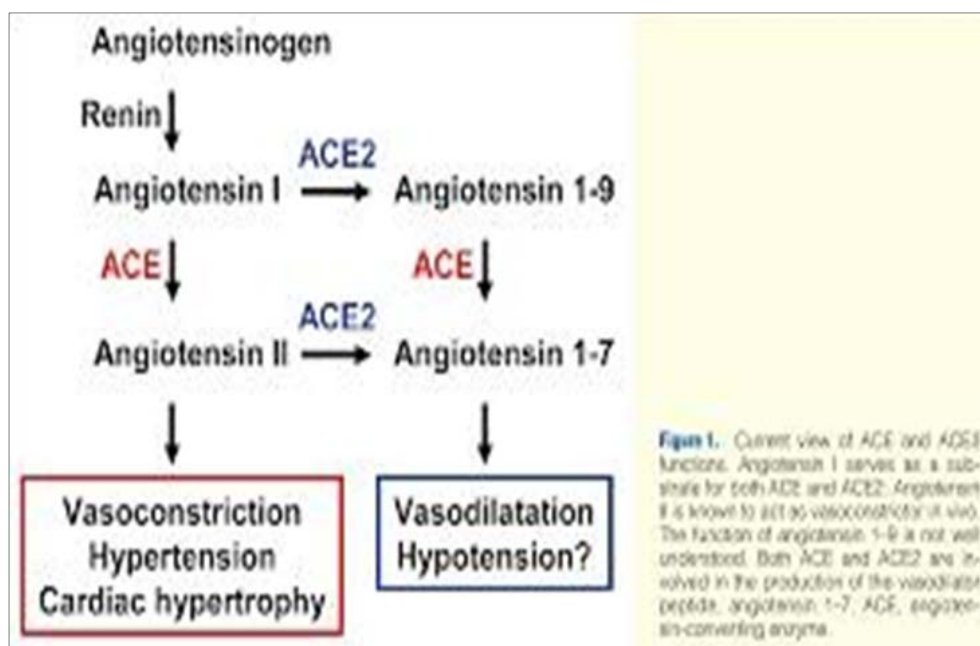 Angiotensinogen
Renin
ACE2
Angiotensin I
Angiotensin 1-9
ACE
ACE
ACE2
Angiotensin II
Angiotensin 1-7
Vasoconstriction
Hypertension
Cardiac hypertrophy
Vasodilatation
Hypotension?
Figure 1. Current view of ACE and ACE2
functions. Angiotensin I serves as a sub-
strate for both ACE and ACE2. Angiotensin
II is known to act as vasoconstrictor in vivo.
The function of angiotensin 1-9 is not well
understood. Both ACE and ACE2 are in-
volved in the production of the vasodilator
peptide, angiotensin 1-7. ACE, angioten-
sin-converting enzyme.